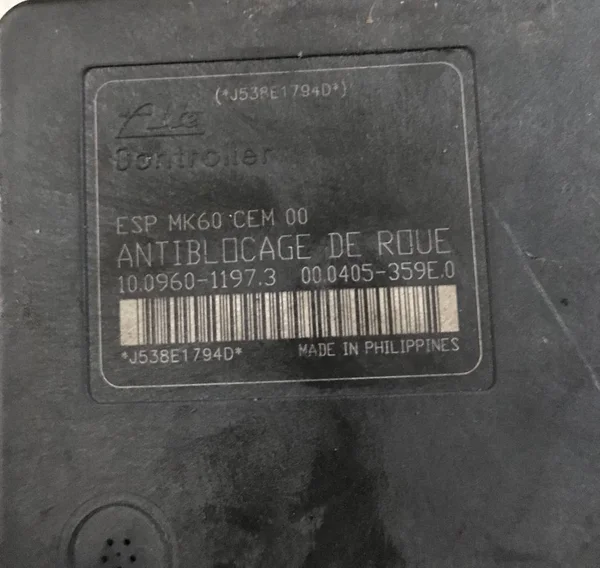 (*J538E1794D*)
Ate
Controller
ESP MK60 CEM 00
ANTIBLOCAGE DE ROUE
10.0960-1197.3 00.0405-359E.0
*J538E1794D* MADE IN PHILIPPINES